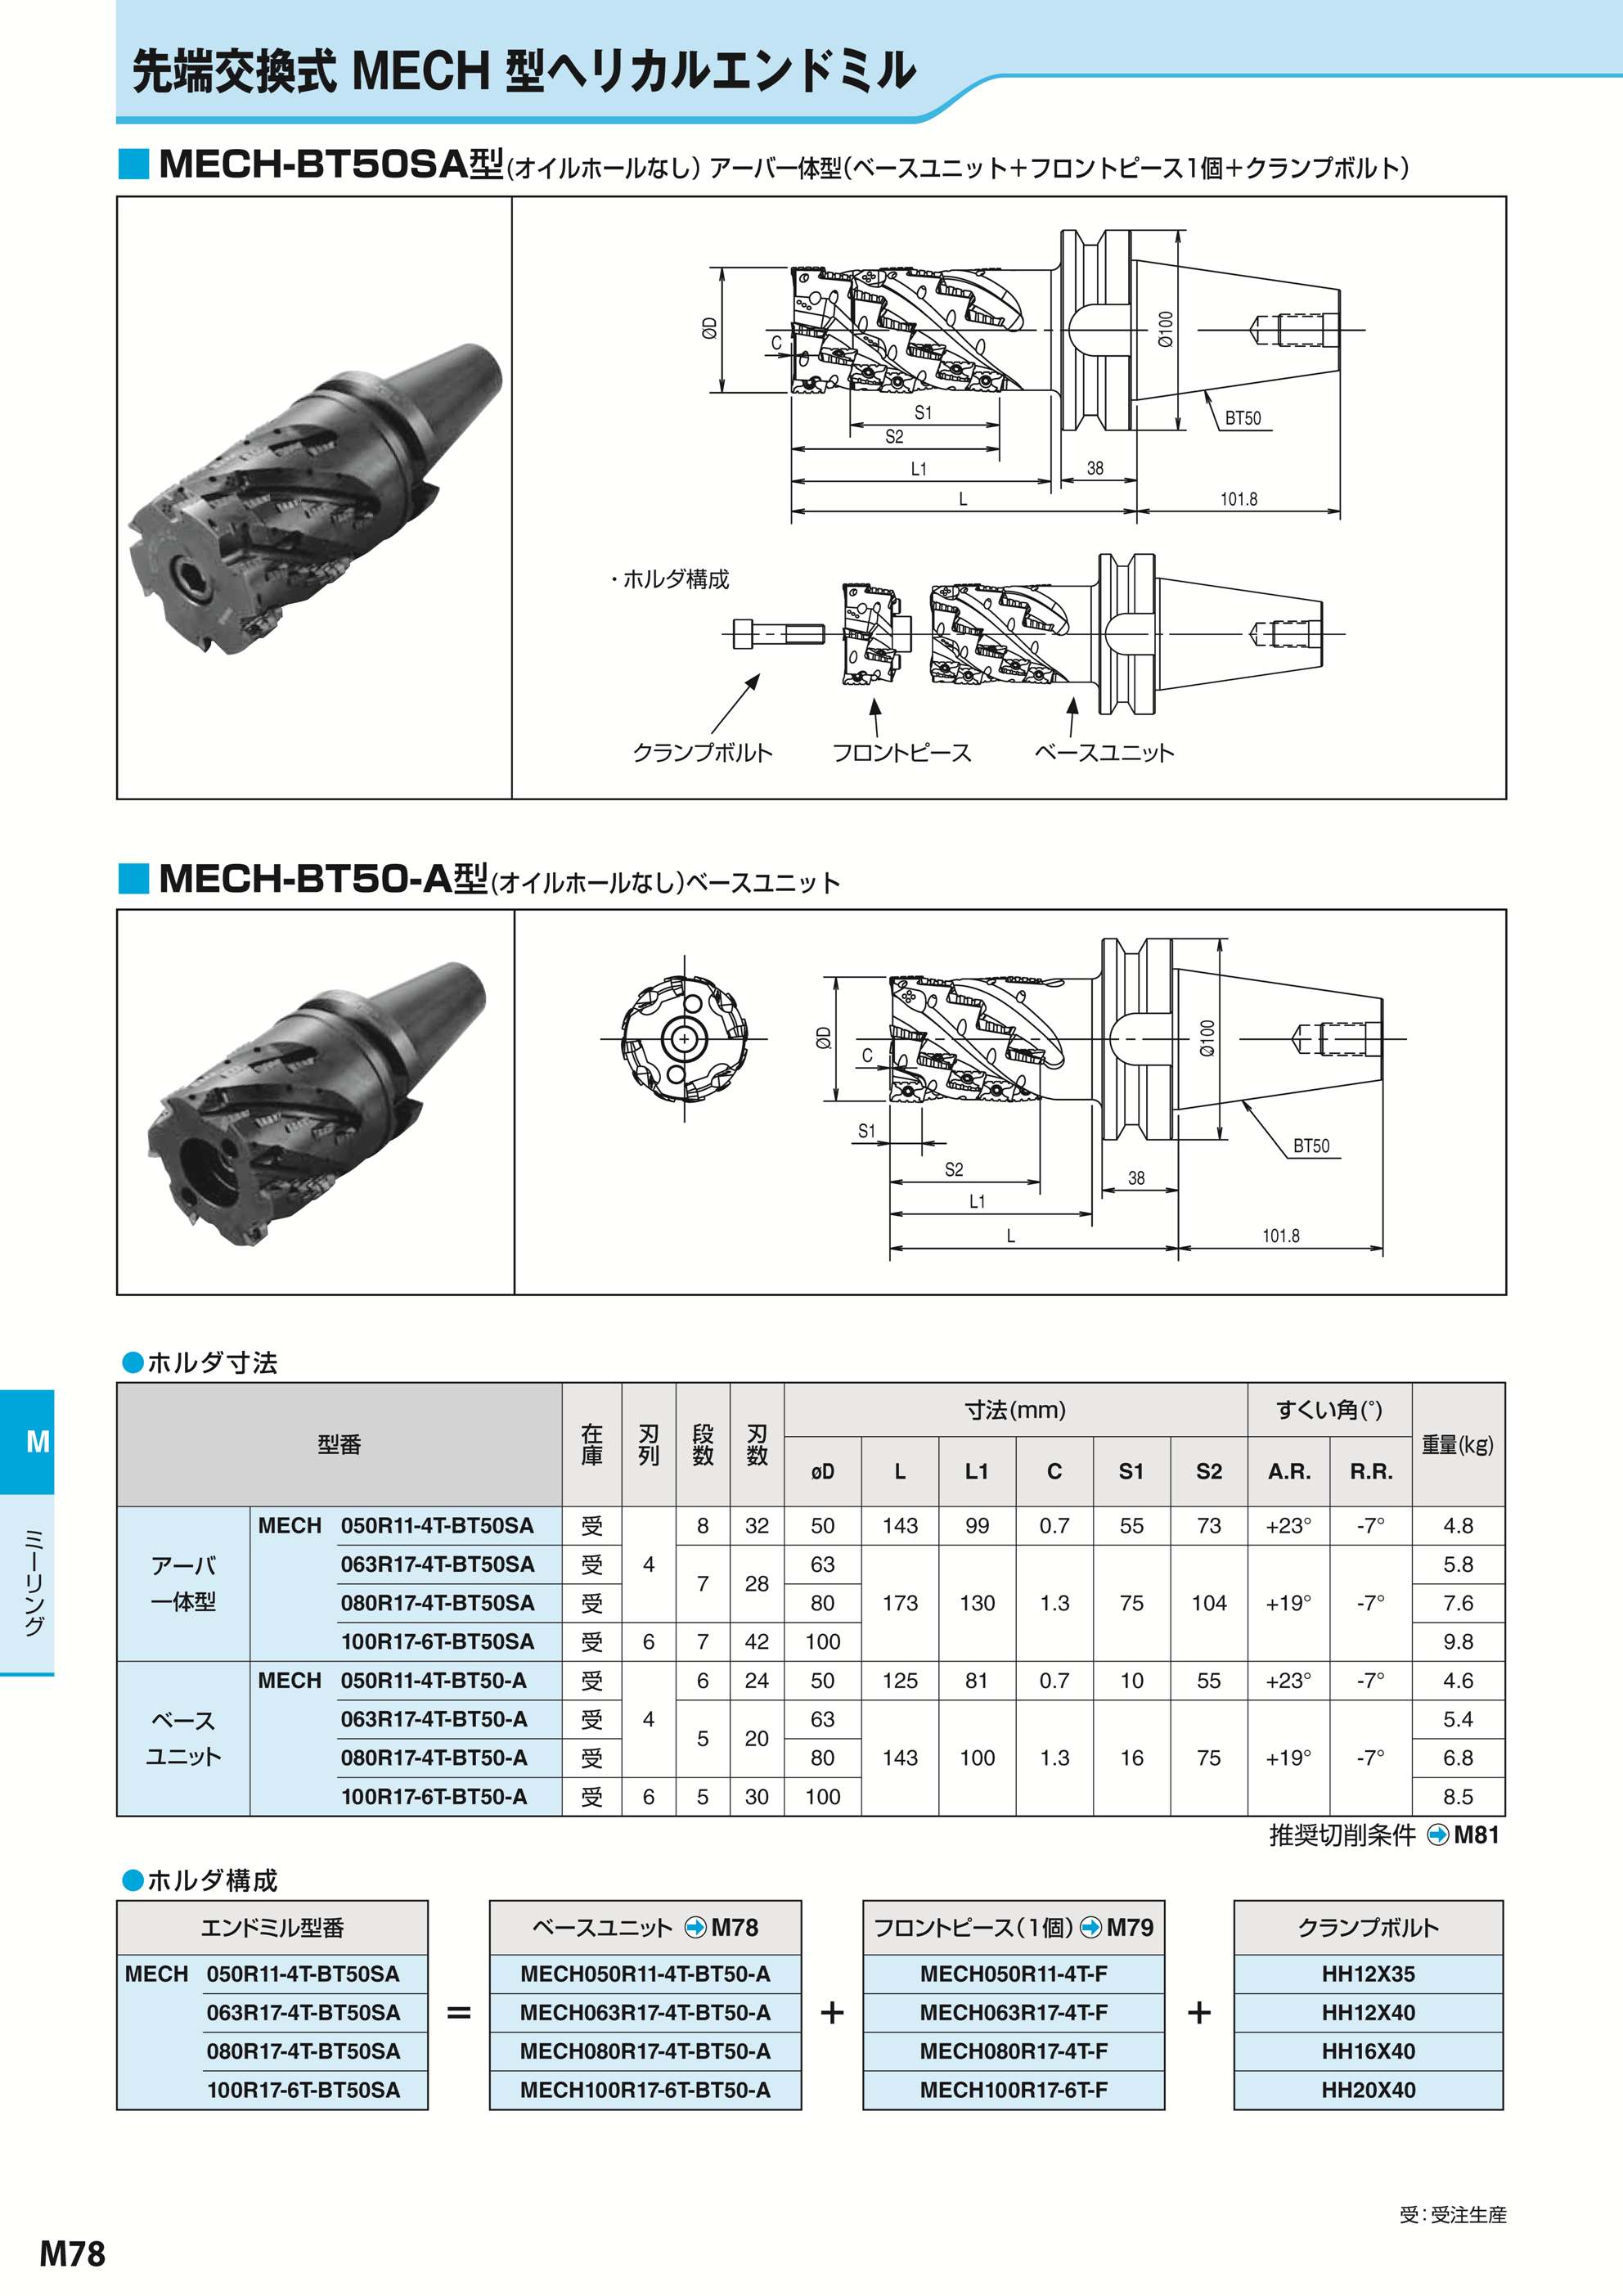 先端交換式 MECH 型ヘリカルエンドミル
■ MECH-BT50SA型(オイルホールなし) アーバ一体型(ベースユニット+フロントピース1個+クランプボルト)
ØD
C
Ø100
BT50
S1
S2
L1
38
L
101.8
・ホルダ構成
クランプボルト フロントピース ベースユニット
■ MECH-BT50-A型(オイルホールなし)ベースユニット
ØD
C
Ø100
S1
BT50
S2
38
L1
L
101.8
●ホルダ寸法
型番 在庫 刃列 段数 刃数 寸法(mm) すくい角(°) 重量(kg)
øD L L1 C S1 S2 A.R. R.R.
アーバ一体型
MECH 050R11-4T-BT50SA 受 4 8 32 50 143 99 0.7 55 73 +23° -7° 4.8
063R17-4T-BT50SA 受 7 28 63 173 130 1.3 75 104 +19° -7° 5.8
080R17-4T-BT50SA 受 80 7.6
100R17-6T-BT50SA 受 6 7 42 100 9.8
ベースユニット
MECH 050R11-4T-BT50-A 受 4 6 24 50 125 81 0.7 10 55 +23° -7° 4.6
063R17-4T-BT50-A 受 5 20 63 143 100 1.3 16 75 +19° -7° 5.4
080R17-4T-BT50-A 受 80 6.8
100R17-6T-BT50-A 受 6 5 30 100 8.5
推奨切削条件 M81
●ホルダ構成
エンドミル型番 ベースユニット M78 フロントピース(1個) M79 クランプボルト
MECH 050R11-4T-BT50SA MECH050R11-4T-BT50-A MECH050R11-4T-F HH12X35
063R17-4T-BT50SA = MECH063R17-4T-BT50-A + MECH063R17-4T-F + HH12X40
080R17-4T-BT50SA MECH080R17-4T-BT50-A MECH080R17-4T-F HH16X40
100R17-6T-BT50SA MECH100R17-6T-BT50-A MECH100R17-6T-F HH20X40
M
ミーリング
受:受注生産
M78